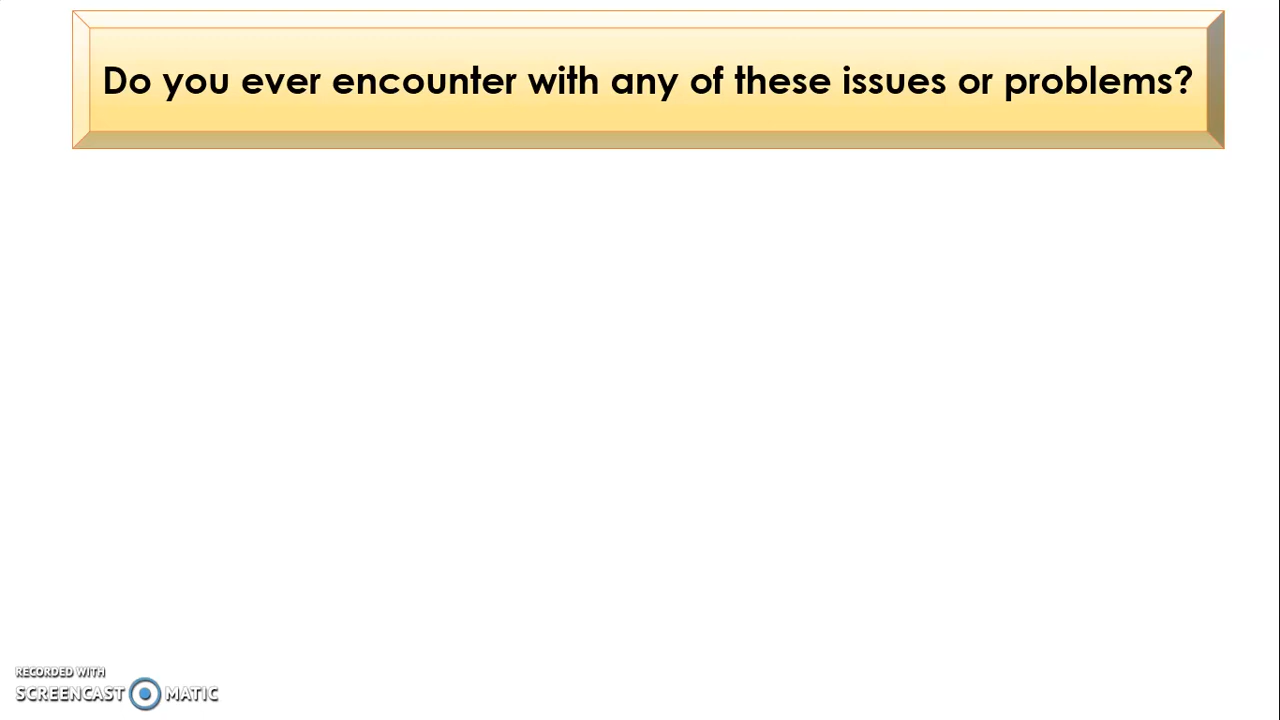 Do you ever encounter with any of these issues or problems?
RECORDED WITH
SCREENCAST MATIC